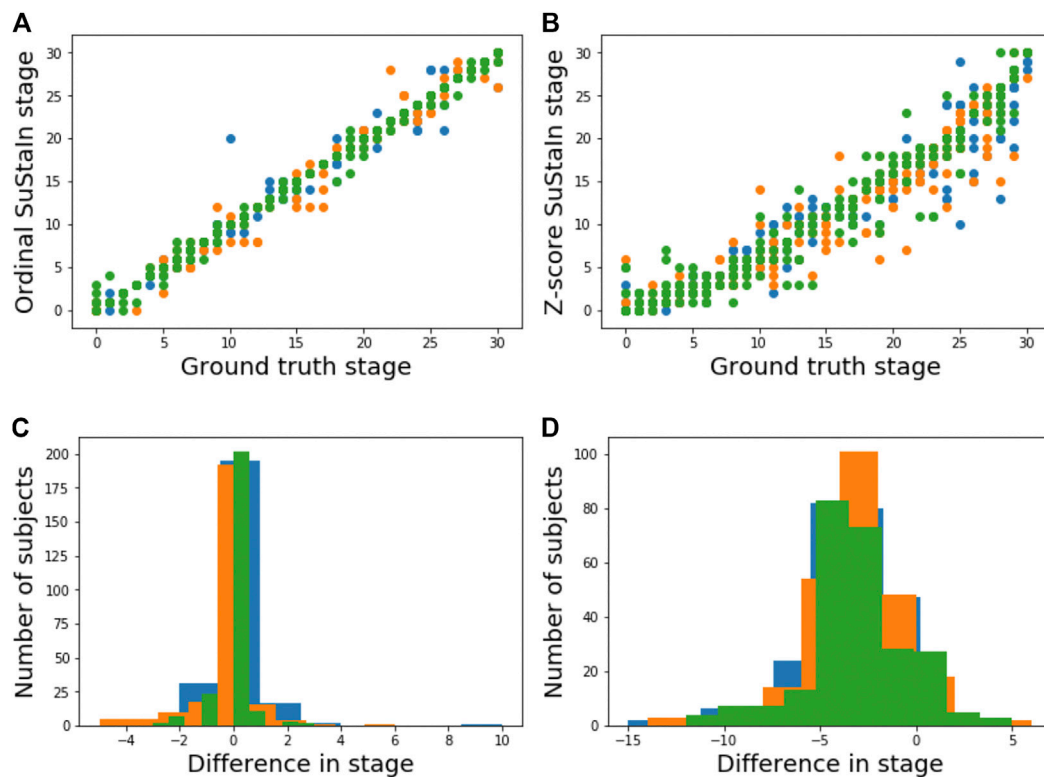 A
Ordinal SuStaIn stage
30
25
20
15
10
5
0
0 5 10 15 20 25 30
Ground truth stage
B
Z-score SuStaIn stage
30
25
20
15
10
5
0
0 5 10 15 20 25 30
Ground truth stage
C
Number of subjects
200
175
150
125
100
75
50
25
0
−4 −2 0 2 4 6 8 10
Difference in stage
D
Number of subjects
100
80
60
40
20
0
−15 −10 −5 0 5
Difference in stage